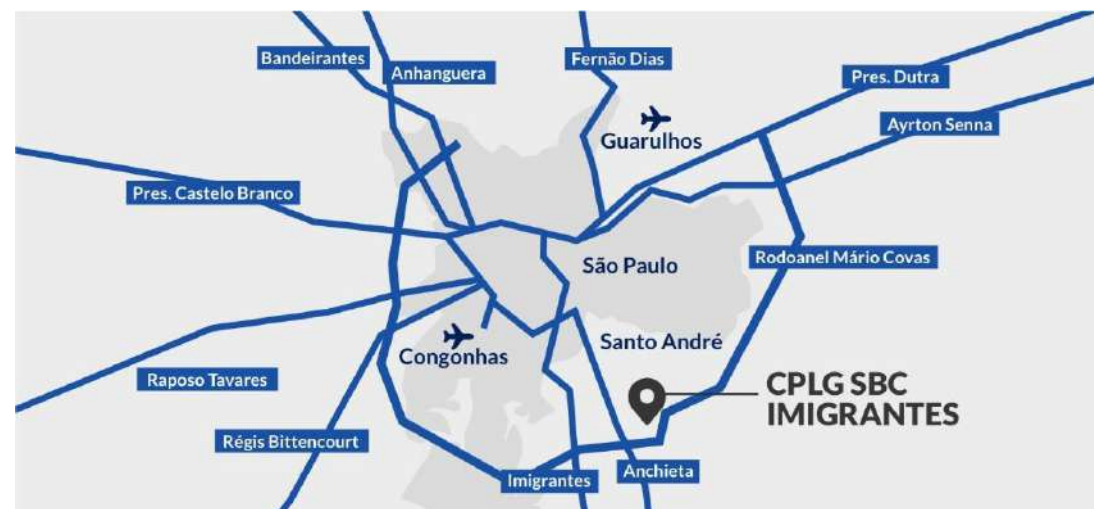 Bandeirantes
Anhanguera
Fernão Dias
Pres. Dutra
Ayrton Senna
Guarulhos
Pres. Castelo Branco
São Paulo
Rodoanel Mário Covas
Santo André
Congonhas
Raposo Tavares
CPLG SBC
IMIGRANTES
Régis Bittencourt
Imigrantes
Anchieta